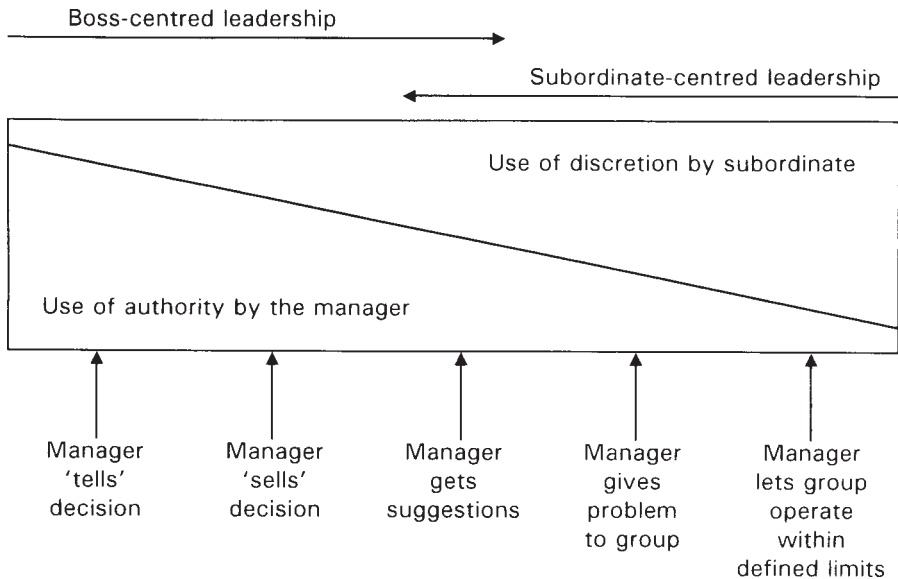 Boss-centred leadership
Subordinate-centred leadership
Use of discretion by subordinate
Use of authority by the manager
Manager
'tells'
decision
Manager
'sells'
decision
Manager
gets
suggestions
Manager
gives
problem
to group
Manager
lets group
operate
within
defined limits